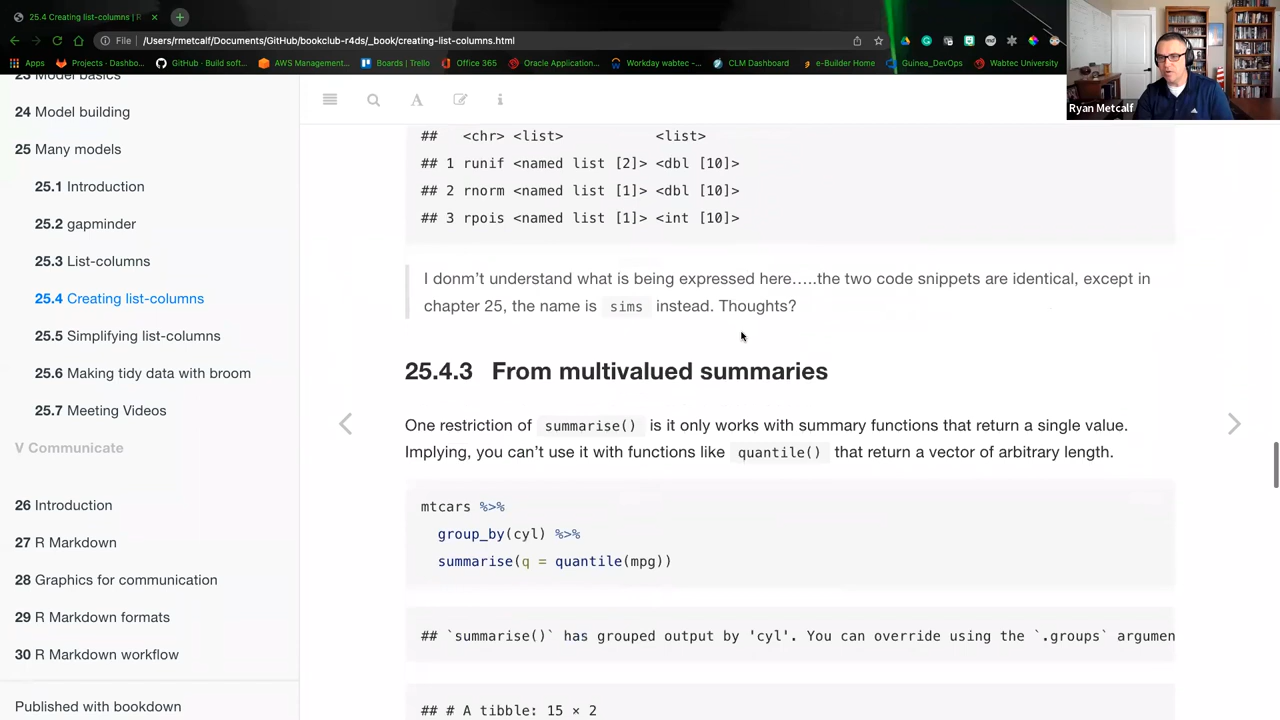 25.4 Creating list-columns | R
File /Users/rmetcalf/Documents/GitHub/bookclub-r4ds/_book/creating-list-columns.html
Apps Projects - Dashbo... GitHub - Build soft... AWS Management... Boards | Trello Office 365 Oracle Application... Workday wabtec -... CLM Dashboard e-Builder Home Guinea_DevOps Wabtec University
Ryan Metcalf
23 Model basics
24 Model building
25 Many models
25.1 Introduction
25.2 gapminder
25.3 List-columns
25.4 Creating list-columns
25.5 Simplifying list-columns
25.6 Making tidy data with broom
25.7 Meeting Videos
V Communicate
26 Introduction
27 R Markdown
28 Graphics for communication
29 R Markdown formats
30 R Markdown workflow
Published with bookdown
## <chr> <list> <list>
## 1 runif <named list [2]> <dbl [10]>
## 2 rnorm <named list [1]> <dbl [10]>
## 3 rpois <named list [1]> <int [10]>
I donm't understand what is being expressed here.....the two code snippets are identical, except in
chapter 25, the name is sims instead. Thoughts?
25.4.3 From multivalued summaries
One restriction of summarise() is it only works with summary functions that return a single value.
Implying, you can't use it with functions like quantile() that return a vector of arbitrary length.
mtcars %>%
group_by(cyl) %>%
summarise(q = quantile(mpg))
## `summarise()` has grouped output by 'cyl'. You can override using the `.groups` argumen
## # A tibble: 15 × 2